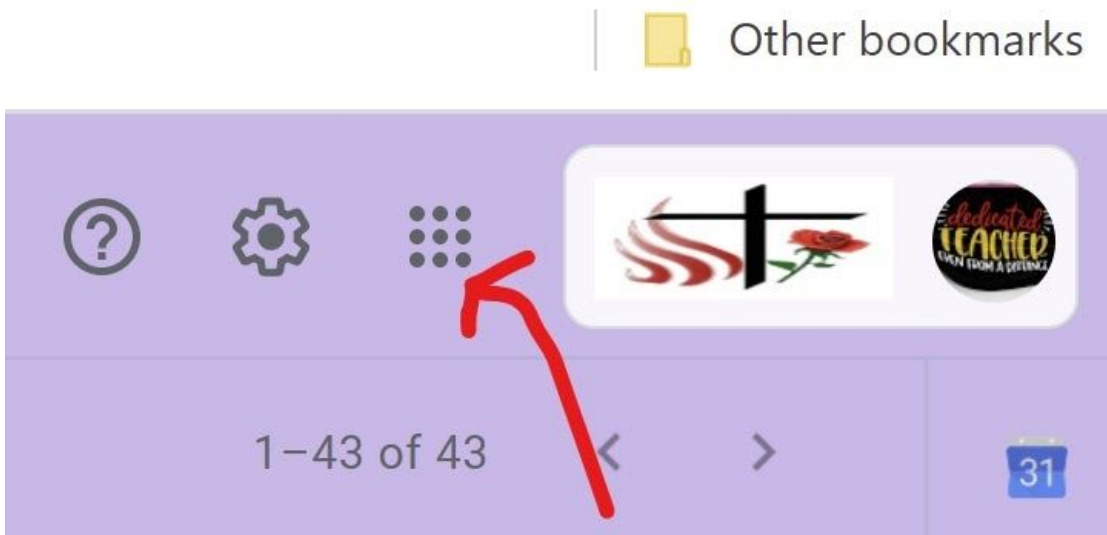 Other bookmarks
dedicated
TEACHER
EVEN FROM A DISTANCE
1–43 of 43
31